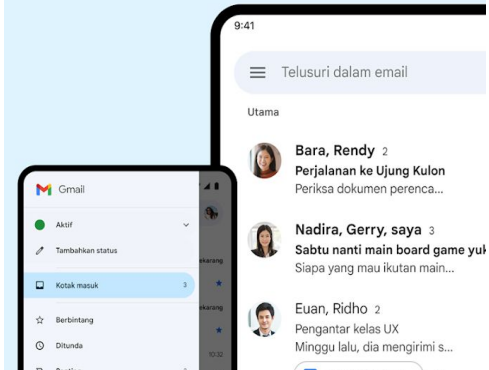 9:41
Telusuri dalam email
Utama
Bara, Rendy 2
Perjalanan ke Ujung Kulon
Periksa dokumen perenca...
Nadira, Gerry, saya 3
Sabtu nanti main board game yuk
Siapa yang mau ikutan main...
Euan, Ridho 2
Pengantar kelas UX
Minggu lalu, dia mengirimi s...
Gmail
Aktif
Tambahkan status
Kotak masuk 3
Berbintang
Ditunda
ekarang
ekarang
10:32